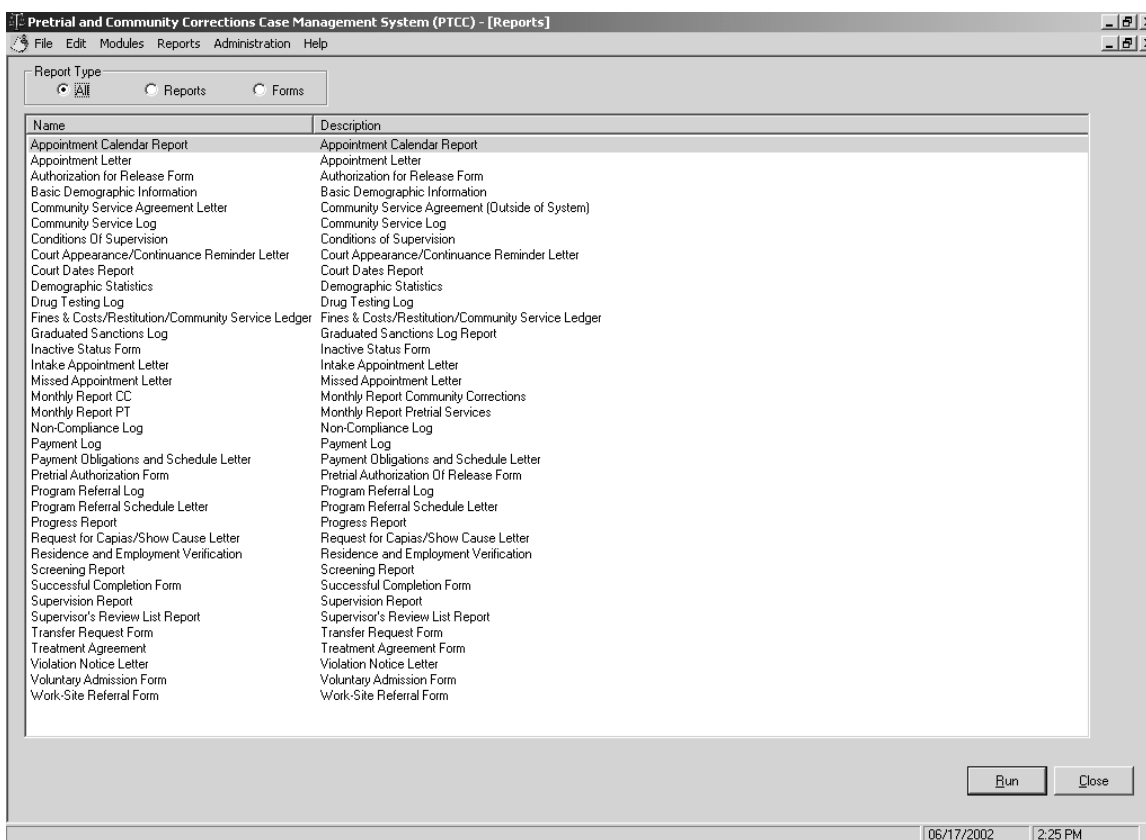 Pretrial and Community Corrections Case Management System (PTCC) - [Reports]
File Edit Modules Reports Administration Help
Report Type
All Reports Forms
Name Description
Appointment Calendar Report Appointment Calendar Report
Appointment Letter Appointment Letter
Authorization for Release Form Authorization for Release Form
Basic Demographic Information Basic Demographic Information
Community Service Agreement Letter Community Service Agreement (Outside of System)
Community Service Log Community Service Log
Conditions Of Supervision Conditions of Supervision
Court Appearance/Continuance Reminder Letter Court Appearance/Continuance Reminder Letter
Court Dates Report Court Dates Report
Demographic Statistics Demographic Statistics
Drug Testing Log Drug Testing Log
Fines & Costs/Restitution/Community Service Ledger Fines & Costs/Restitution/Community Service Ledger
Graduated Sanctions Log Graduated Sanctions Log Report
Inactive Status Form Inactive Status Form
Intake Appointment Letter Intake Appointment Letter
Missed Appointment Letter Missed Appointment Letter
Monthly Report CC Monthly Report Community Corrections
Monthly Report PT Monthly Report Pretrial Services
Non-Compliance Log Non-Compliance Log
Payment Log Payment Log
Payment Obligations and Schedule Letter Payment Obligations and Schedule Letter
Pretrial Authorization Form Pretrial Authorization Of Release Form
Program Referral Log Program Referral Log
Program Referral Schedule Letter Program Referral Schedule Letter
Progress Report Progress Report
Request for Capias/Show Cause Letter Request for Capias/Show Cause Letter
Residence and Employment Verification Residence and Employment Verification
Screening Report Screening Report
Successful Completion Form Successful Completion Form
Supervision Report Supervision Report
Supervisor's Review List Report Supervisor's Review List Report
Transfer Request Form Transfer Request Form
Treatment Agreement Treatment Agreement Form
Violation Notice Letter Violation Notice Letter
Voluntary Admission Form Voluntary Admission Form
Work-Site Referral Form Work-Site Referral Form
Run Close
06/17/2002 2:25 PM